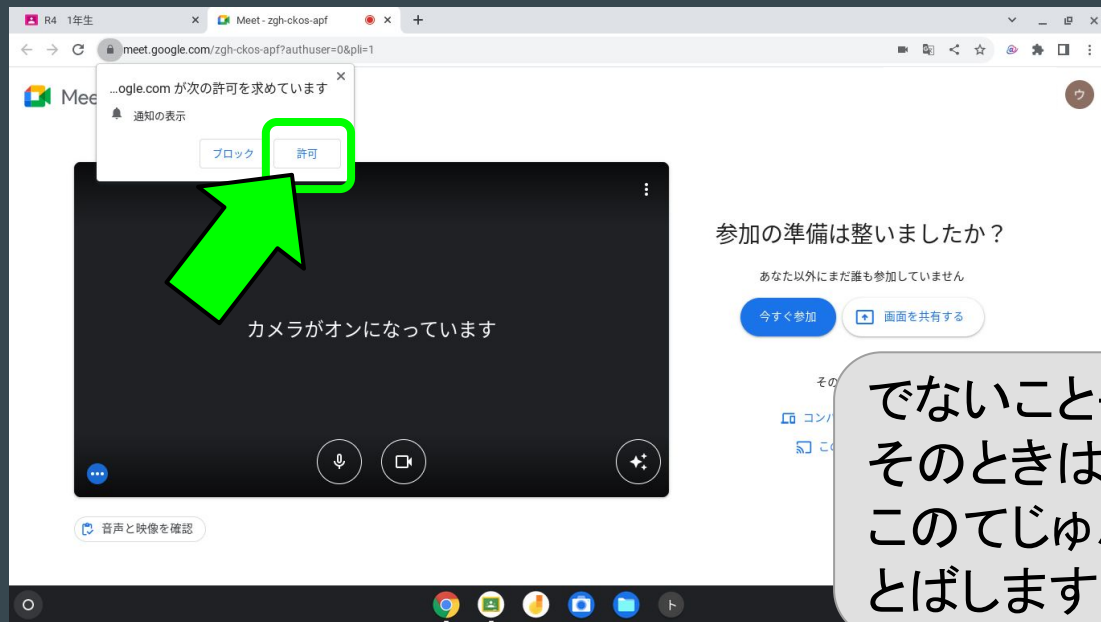 R4 1年生
Meet - zgh-ckos-apf
meet.google.com/zgh-ckos-apf?authuser=0&pli=1
...ogle.com が次の許可を求めています
通知の表示
ブロック 許可
ウ
カメラがオンになっています
音声と映像を確認
参加の準備は整いましたか？
あなた以外にまだ誰も参加していません
今すぐ参加 画面を共有する
その
でないこと
そのときは
このてじゅ
とばします
ト